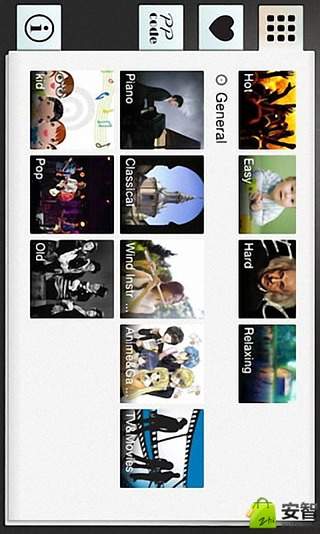 PP
code
Hot
Easy
Hard
Relaxing
General
Piano
Classical
Wind Instr ...
Anime&Ga ...
TV&Movies
kid
Pop
Old
安智